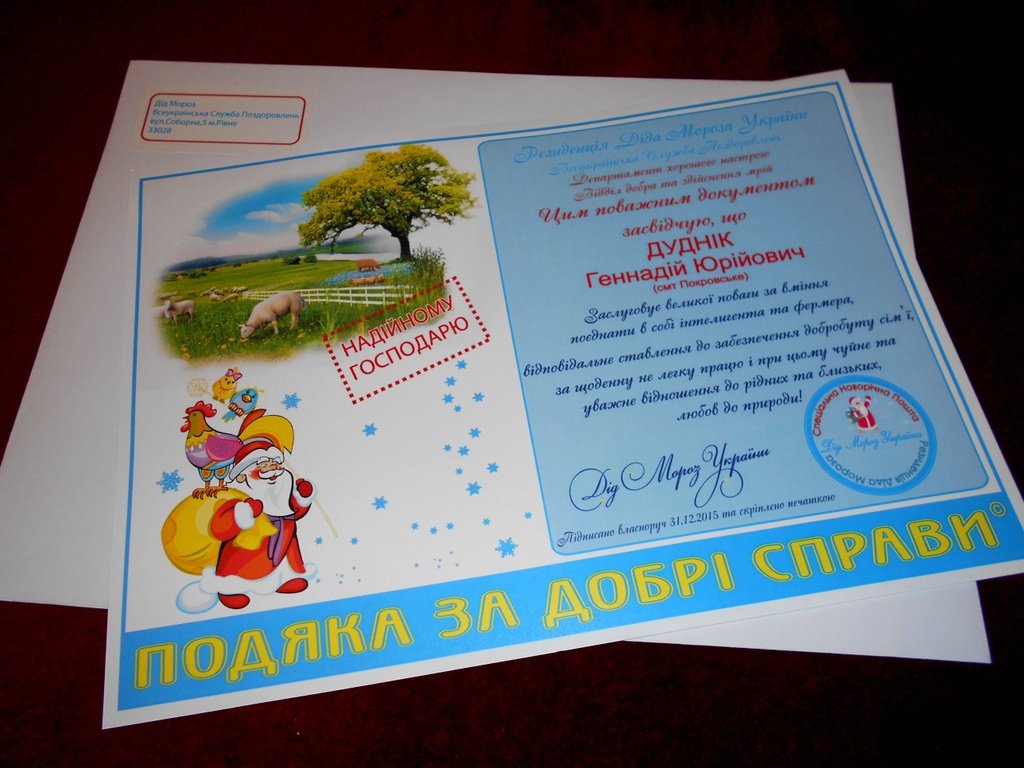 Дід Мороз
Всеукраїнська Служба Поздоровлень
вул.Соборна,5 м.Рівне
33028
Резиденція Діда Мороза України
Всеукраїнська Служба Поздоровлень
Департамент хорошого настрою
Відділ добра та здійснення мрій
Цим поважним документом
засвідчую, що
ДУДНІК
Геннадій Юрійович
(смт Покровське)
Заслуговує великої поваги за вміння
поєднати в собі інтелигента та фермера,
відповідальне ставлення до забезпечення добробуту сім'ї,
за щоденну не легку працю і при цьому чуйне та
уважне відношення до рідних та близьких,
любов до природи!
НАДІЙНОМУ
ГОСПОДАРЮ
Спеціальна Новорічна Пошта
Дід Мороз України
Резиденція Діда Мороза
Дід Мороз України
Підписано власноруч 31.12.2015 та скріплено печаткою
ПОДЯКА ЗА ДОБРІ СПРАВИ©